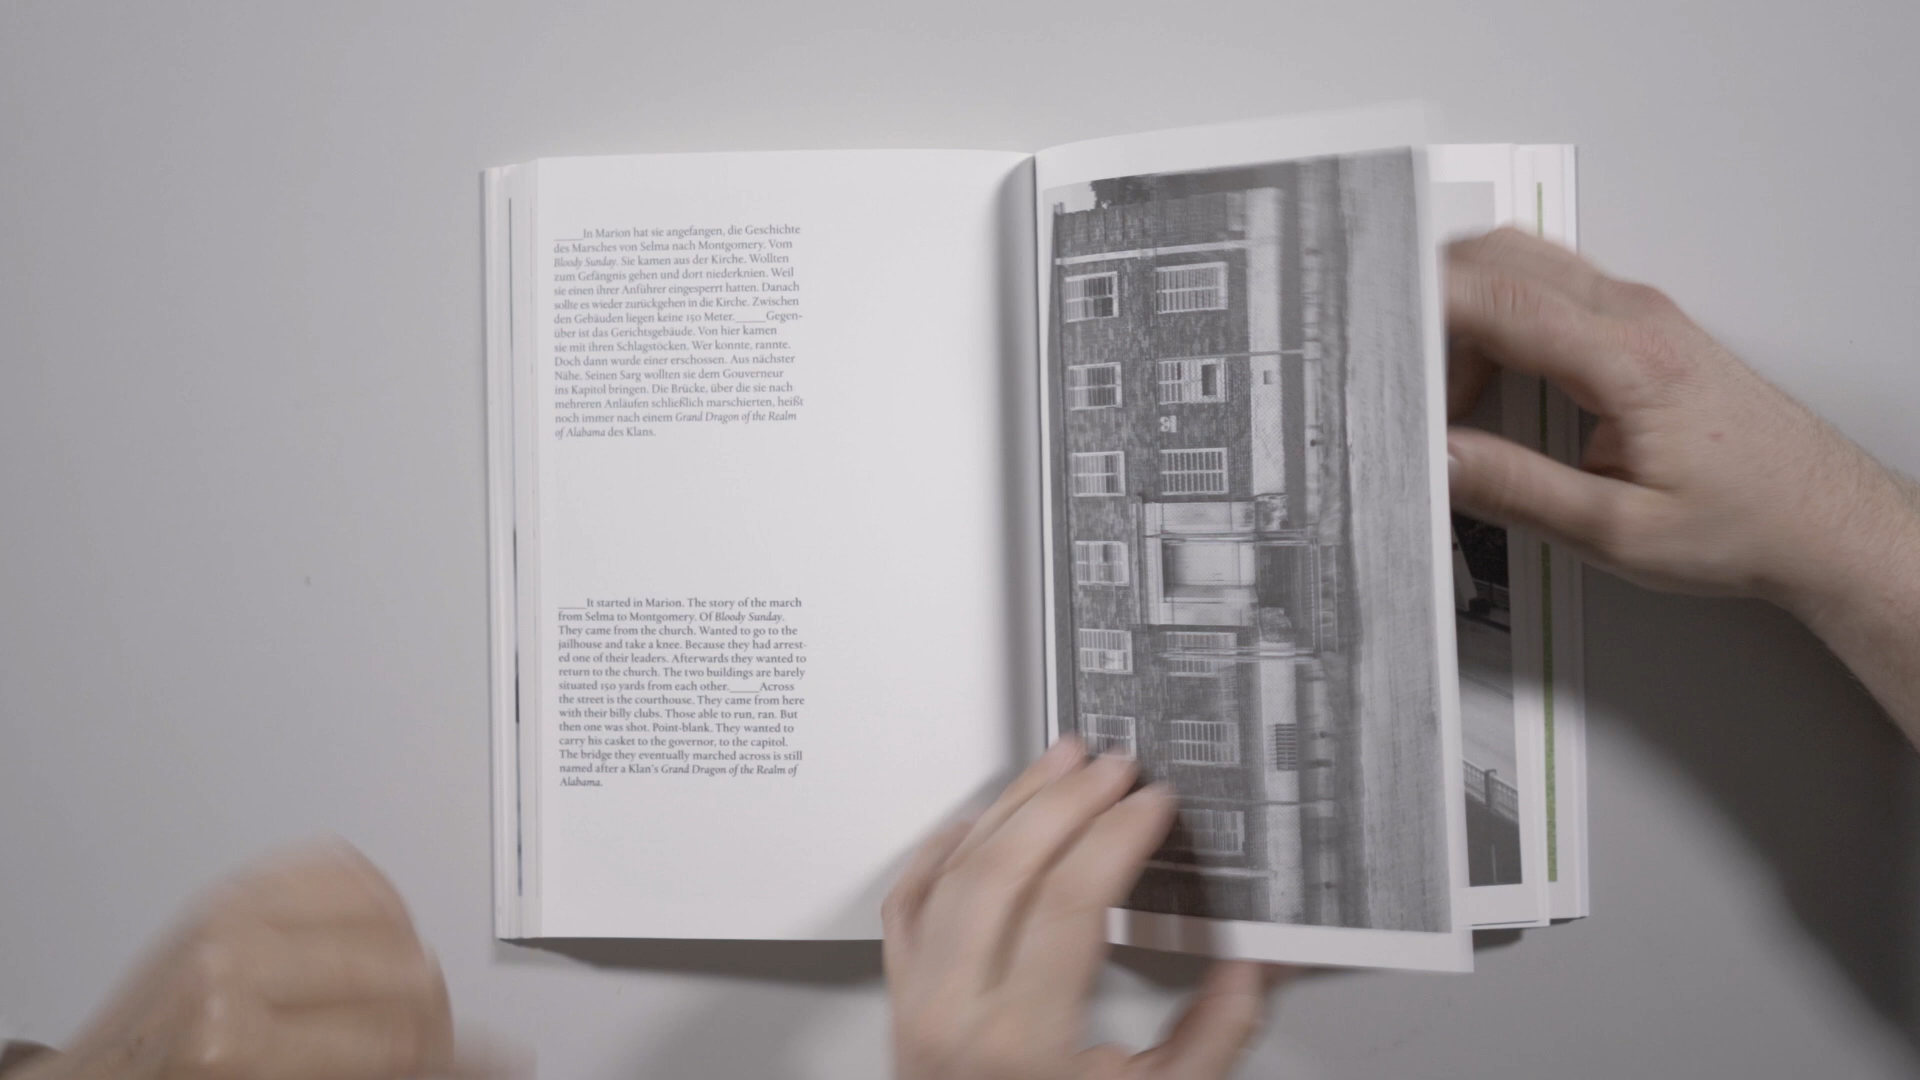 ____In Marion hat sie angefangen, die Geschichte
des Marsches von Selma nach Montgomery. Vom
Bloody Sunday. Sie kamen aus der Kirche. Wollten
zum Gefängnis gehen und dort niederknien. Weil
sie einen ihrer Anführer eingesperrt hatten. Danach
sollte es wieder zurückgehen in die Kirche. Zwischen
den Gebäuden liegen keine 150 Meter.____Gegen-
über ist das Gerichtsgebäude. Von hier kamen
sie mit ihren Schlagstöcken. Wer konnte, rannte.
Doch dann wurde einer erschossen. Aus nächster
Nähe. Seinen Sarg wollten sie dem Gouverneur
ins Kapitol bringen. Die Brücke, über die sie nach
mehreren Anläufen schließlich marschierten, heißt
noch immer nach einem Grand Dragon of the Realm
of Alabama des Klans.
____It started in Marion. The story of the march
from Selma to Montgomery. Of Bloody Sunday.
They came from the church. Wanted to go to the
jailhouse and take a knee. Because they had arrest-
ed one of their leaders. Afterwards they wanted to
return to the church. The two buildings are barely
situated 150 yards from each other.____Across
the street is the courthouse. They came from here
with their billy clubs. Those able to run, ran. But
then one was shot. Point-blank. They wanted to
carry his casket to the governor, to the capitol.
The bridge they eventually marched across is still
named after a Klan's Grand Dragon of the Realm of
Alabama.